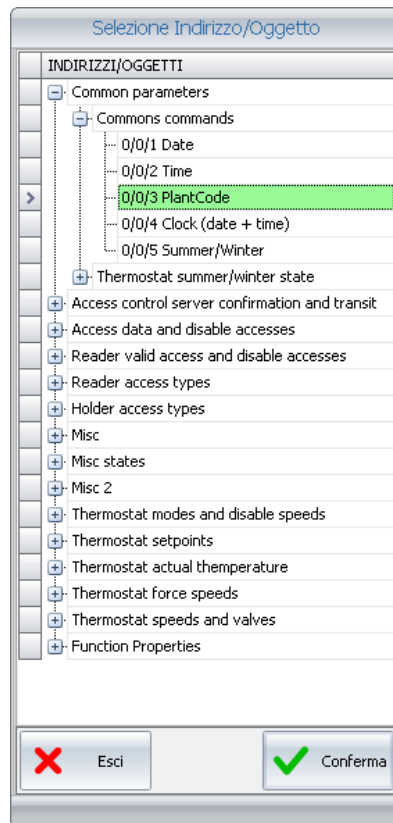 Selezione Indirizzo/Oggetto
INDIRIZZI/OGGETTI
Common parameters
Commons commands
0/0/1 Date
0/0/2 Time
0/0/3 PlantCode
0/0/4 Clock (date + time)
0/0/5 Summer/Winter
Thermostat summer/winter state
Access control server confirmation and transit
Access data and disable accesses
Reader valid access and disable accesses
Reader access types
Holder access types
Misc
Misc states
Misc 2
Thermostat modes and disable speeds
Thermostat setpoints
Thermostat actual themperature
Thermostat force speeds
Thermostat speeds and valves
Function Properties
Esci Conferma